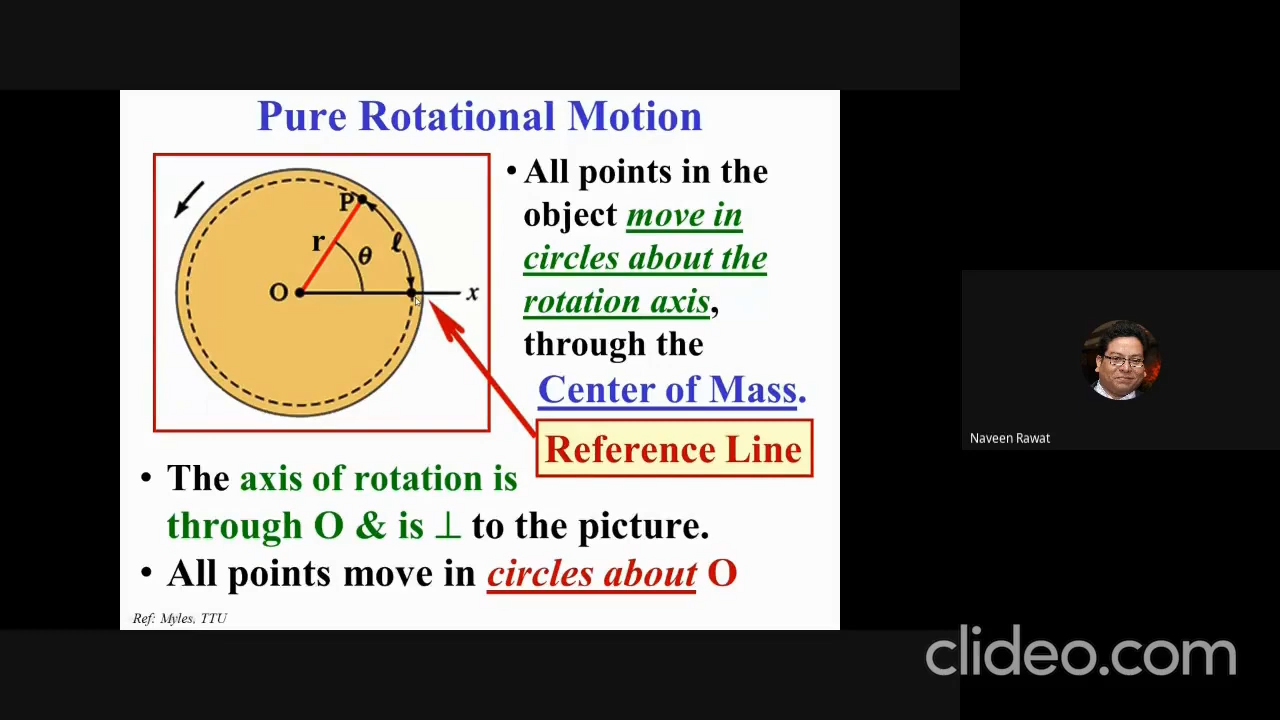 Pure Rotational Motion
P
r
θ
ℓ
O
x
• All points in the
object move in
circles about the
rotation axis,
through the
Center of Mass.
Reference Line
• The axis of rotation is
through O & is ⊥ to the picture.
• All points move in circles about O
Ref: Myles, TTU
Naveen Rawat
clideo.com